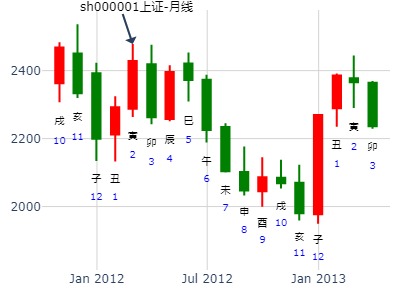 sh000001上证-月线
2400
2200
2000
戌
10
亥
11
子
12
丑
1
寅
2
卯
3
辰
4
巳
5
午
6
未
7
申
8
酉
9
戌
10
亥
11
子
12
丑
1
寅
2
卯
3
Jan 2012
Jul 2012
Jan 2013